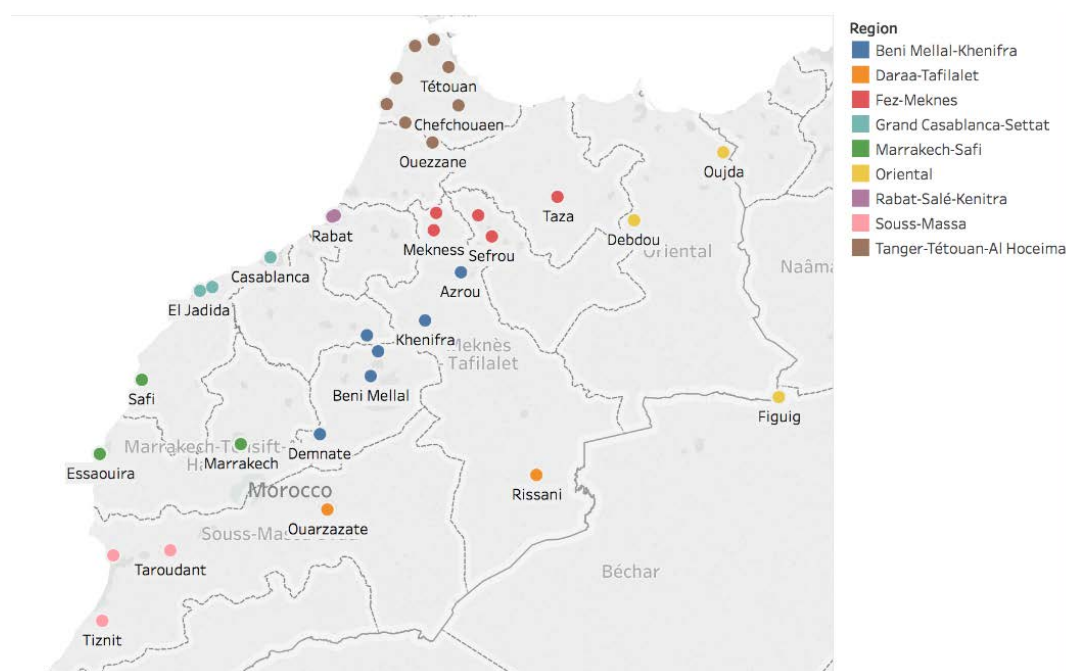 Region
Beni Mellal-Khenifra
Daraa-Tafilalet
Fez-Meknes
Grand Casablanca-Settat
Marrakech-Safi
Oriental
Rabat-Salé-Kenitra
Souss-Massa
Tanger-Tétouan-Al Hoceima
Tétouan
Chefchouaen
Ouezzane
Oujda
Taza
Rabat
Debdou
Mekness
Sefrou
Oriental
Naâma
Casablanca
Azrou
El Jadida
Khenifra
Meknès
Tafilalet
Beni Mellal
Safi
Figuig
Marrakech-Tensift-
Marrakech
Demnate
Essaouira
Morocco
Rissani
Ouarzazate
Souss-Massa
Taroudant
Béchar
Tiznit